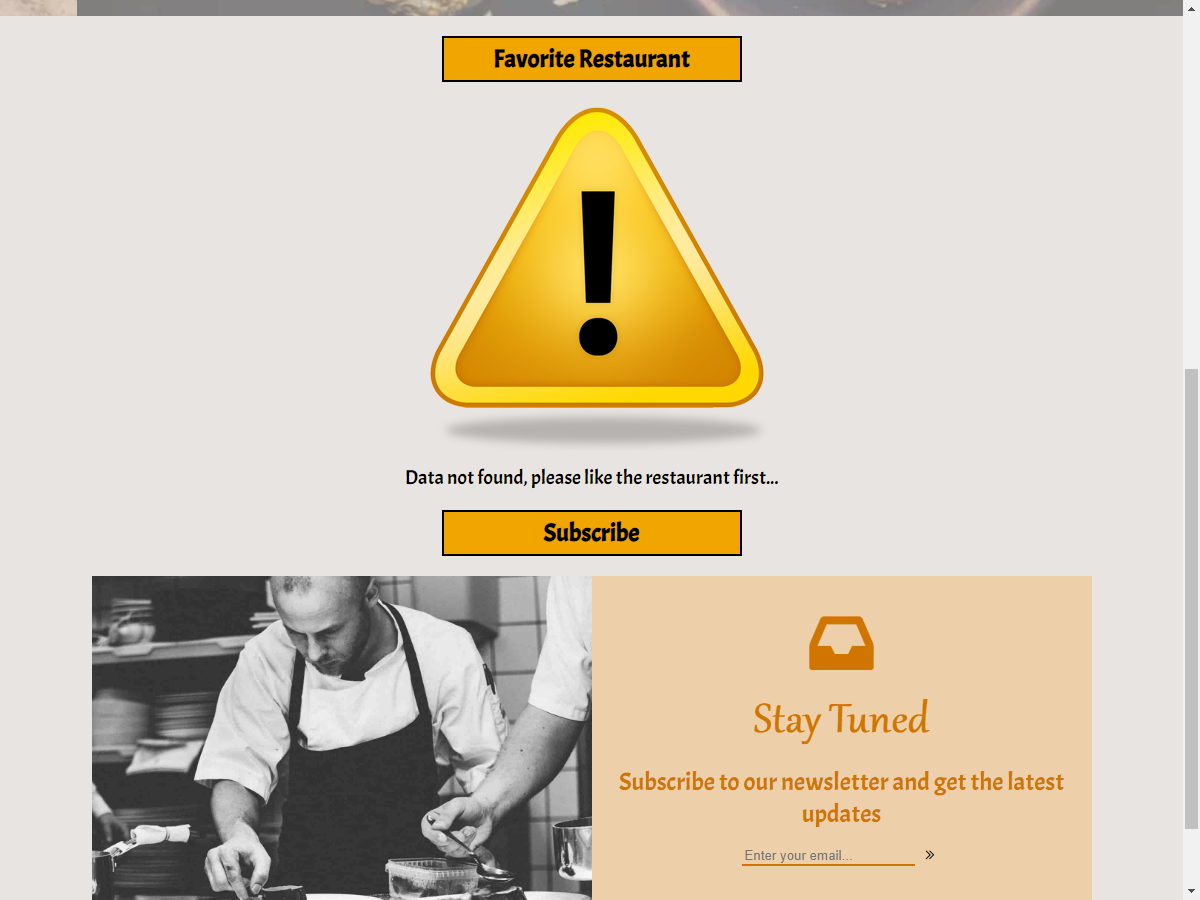 Favorite Restaurant
Data not found, please like the restaurant first...
Subscribe
Stay Tuned
Subscribe to our newsletter and get the latest
updates
Enter your email...